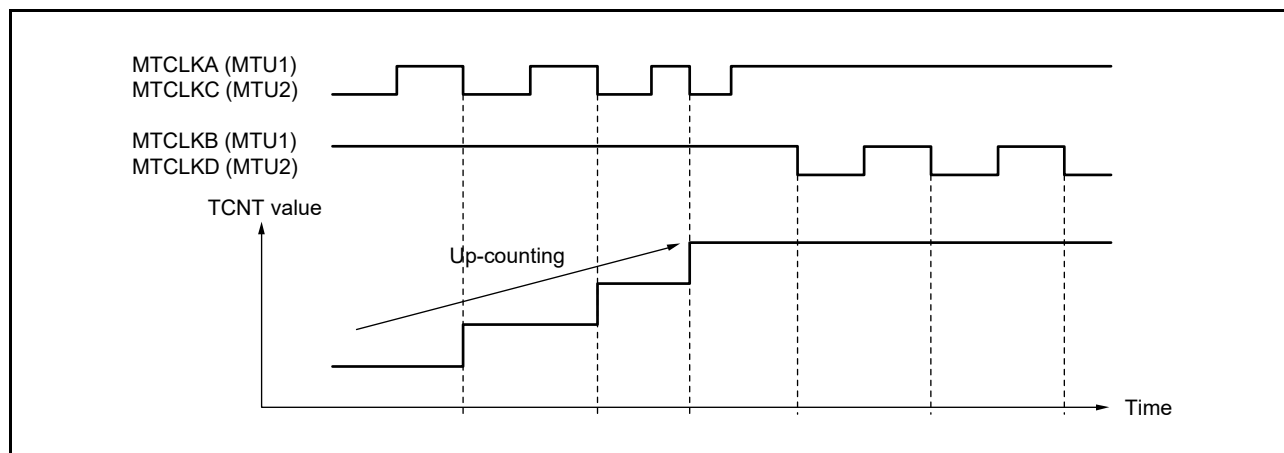 MTCLKA (MTU1)
MTCLKC (MTU2)
MTCLKB (MTU1)
MTCLKD (MTU2)
TCNT value
Up-counting
Time